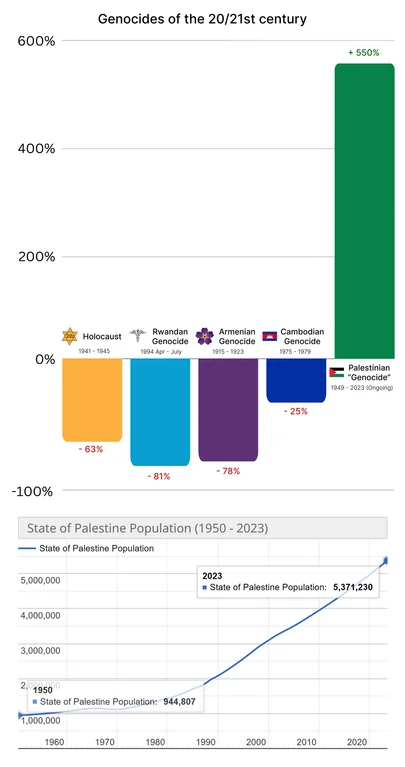 Genocides of the 20/21st century
600%
+ 550%
400%
200%
0%
Holocaust
1941 - 1945
Rwandan
Genocide
1994 Apr - July
Armenian
Genocide
1915 - 1923
Cambodian
Genocide
1975 - 1979
Palestinian
"Genocide"
1949 - 2023 (Ongoing)
- 63%
- 81%
- 78%
- 25%
-100%
State of Palestine Population (1950 - 2023)
State of Palestine Population
5,000,000
2023
State of Palestine Population: 5,371,230
4,000,000
3,000,000
2,000,000
1950
State of Palestine Population: 944,807
1,000,000
1960
1970
1980
1990
2000
2010
2020